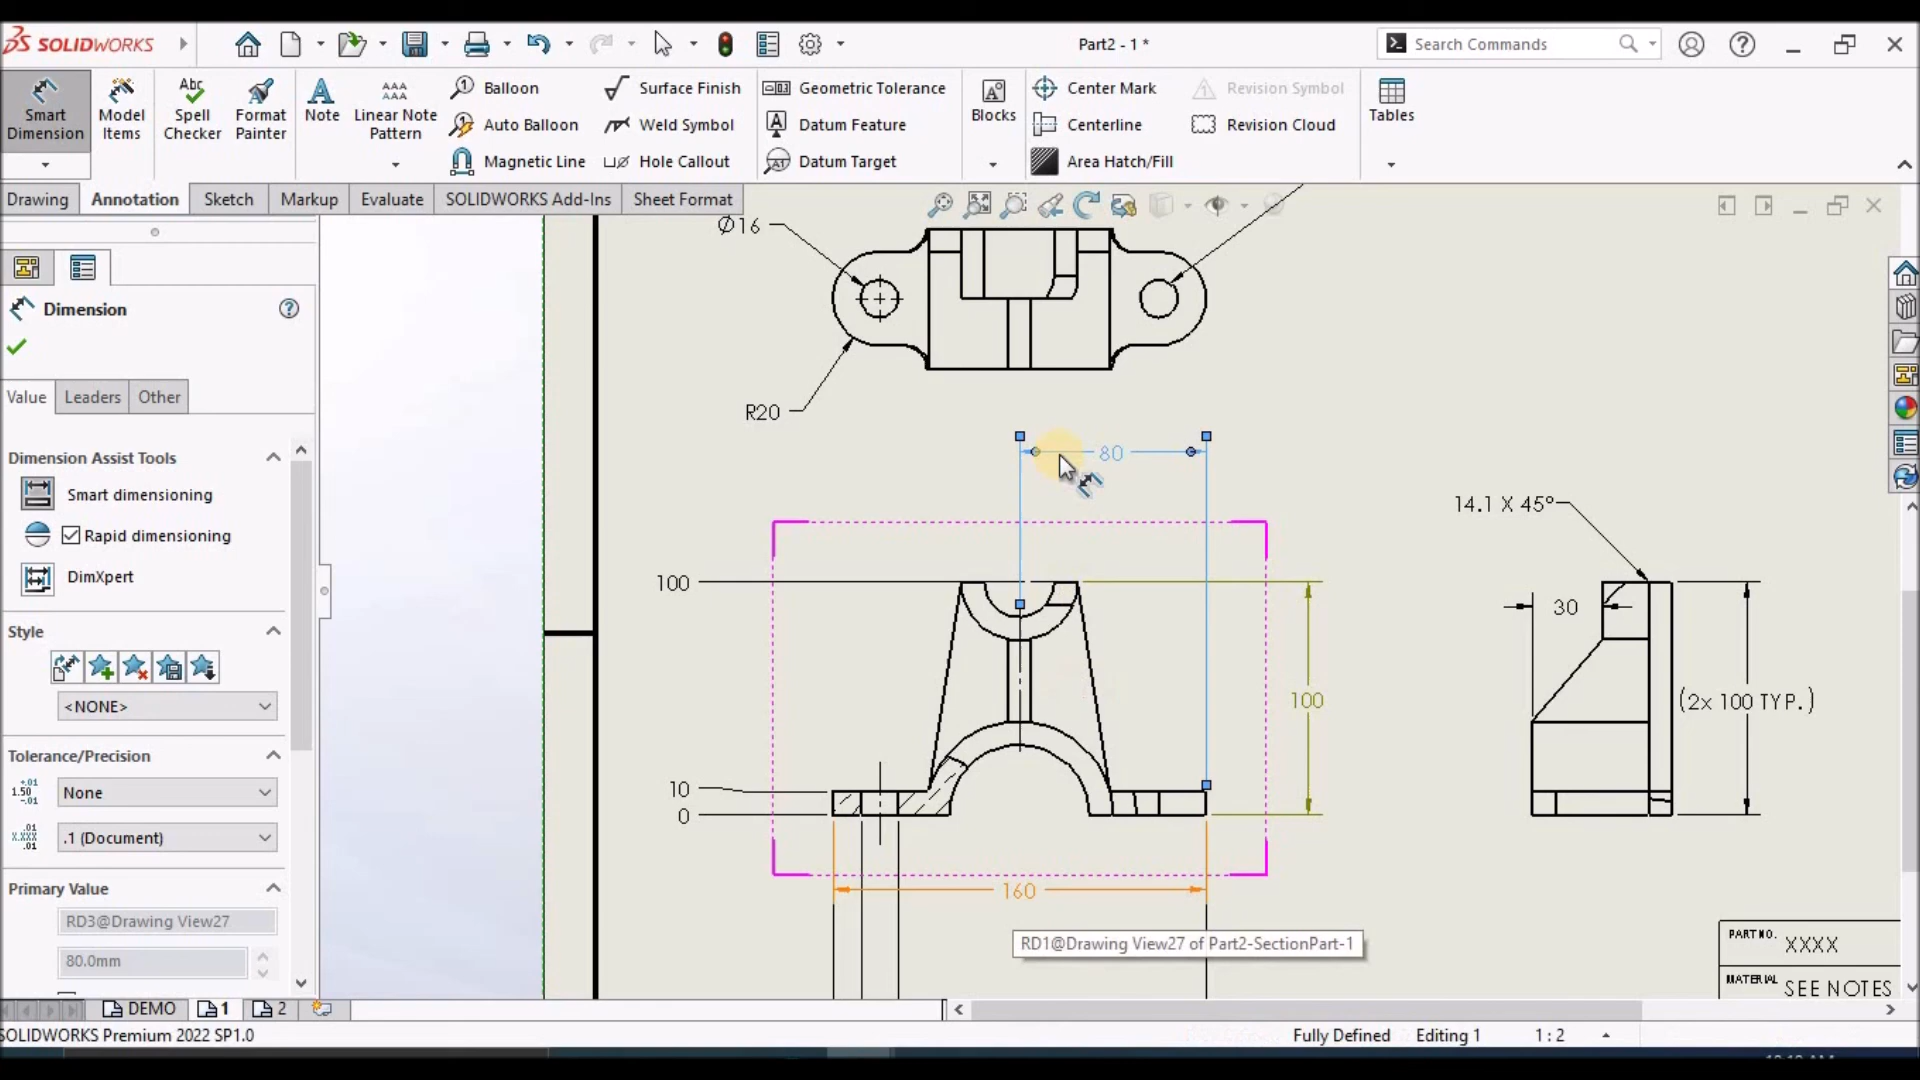 SOLIDWORKS
Part2 - 1 *
Search Commands
Smart Dimension
Model Items
Spell Checker
Format Painter
Note
Linear Note Pattern
Balloon
Auto Balloon
Magnetic Line
Surface Finish
Weld Symbol
Hole Callout
Geometric Tolerance
Datum Feature
Datum Target
Blocks
Center Mark
Centerline
Area Hatch/Fill
Revision Symbol
Revision Cloud
Tables
Drawing
Annotation
Sketch
Markup
Evaluate
SOLIDWORKS Add-Ins
Sheet Format
Dimension
Value
Leaders
Other
Dimension Assist Tools
Smart dimensioning
Rapid dimensioning
DimXpert
Style
<NONE>
Tolerance/Precision
None
.1 (Document)
Primary Value
RD3@Drawing View27
80.0mm
Ø16
R20
80
100
10
0
100
160
RD1@Drawing View27 of Part2-SectionPart-1
14.1 X 45°
30
(2x 100 TYP.)
PART NO.
XXXX
MATERIAL
SEE NOTES
DEMO
1
2
SOLIDWORKS Premium 2022 SP1.0
Fully Defined
Editing 1
1 : 2